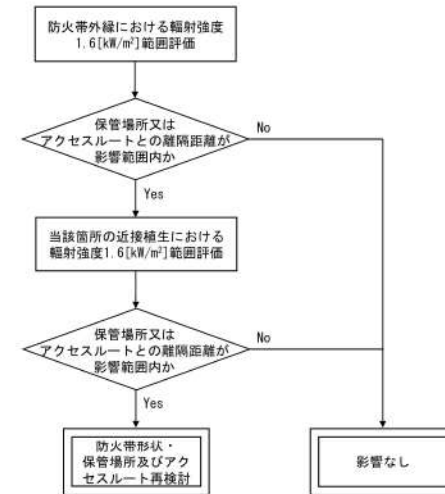 防火帯外縁における輻射強度
1.6[kW/m²]範囲評価
保管場所又は
アクセスルートとの離隔距離が
影響範囲内か
No
Yes
当該箇所の近接植生における
輻射強度1.6[kW/m²]範囲評価
保管場所又は
アクセスルートとの離隔距離が
影響範囲内か
No
Yes
防火帯形状・
保管場所及びアク
セスルート再検討
影響なし